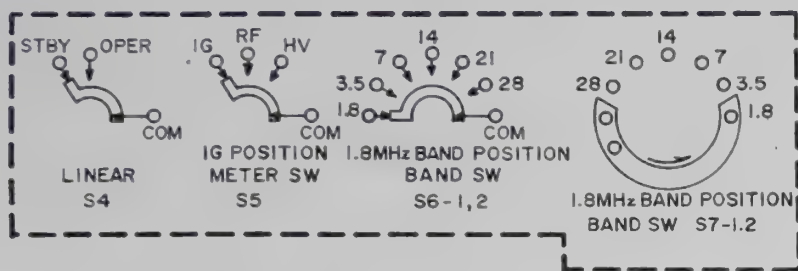 STBY OPER
COM
LINEAR
S4
IG RF HV
COM
IG POSITION
METER SW
S5
1.8 3.5 7 14 21 28
COM
1.8MHz BAND POSITION
BAND SW
S6-1,2
28 21 14 7 3.5 1.8
1.8MHz BAND POSITION
BAND SW S7-1.2